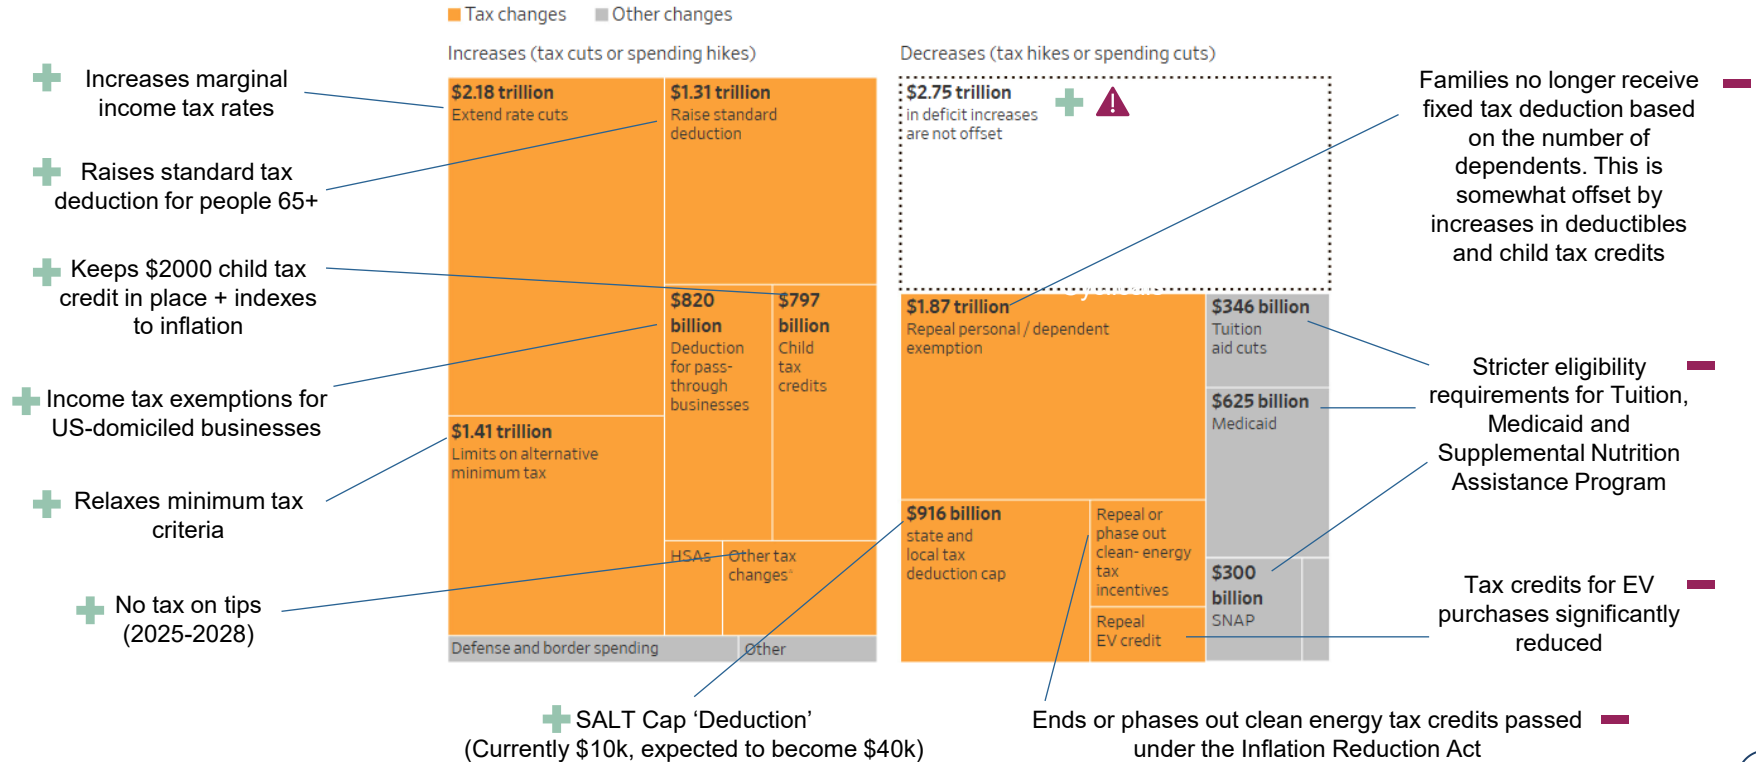 Tax changes
Other changes
Increases (tax cuts or spending hikes)
Decreases (tax hikes or spending cuts)
Increases marginal
income tax rates
Raises standard tax
deduction for people 65+
Keeps $2000 child tax
credit in place + indexes
to inflation
Income tax exemptions for
US-domiciled businesses
Relaxes minimum tax
criteria
No tax on tips
(2025-2028)
$2.18 trillion
Extend rate cuts
$1.31 trillion
Raise standard
deduction
$820
billion
Deduction
for pass-
through
businesses
$797
billion
Child
tax
credits
$1.41 trillion
Limits on alternative
minimum tax
HSAs
Other tax
changes*
Defense and border spending
Other
$2.75 trillion
in deficit increases
are not offset
$1.87 trillion
Repeal personal / dependent
exemption
$346 billion
Tuition
aid cuts
$625 billion
Medicaid
$916 billion
state and
local tax
deduction cap
Repeal or
phase out
clean- energy
tax
incentives
Repeal
EV credit
$300
billion
SNAP
Families no longer receive
fixed tax deduction based
on the number of
dependents. This is
somewhat offset by
increases in deductibles
and child tax credits
Stricter eligibility
requirements for Tuition,
Medicaid and
Supplemental Nutrition
Assistance Program
Tax credits for EV
purchases significantly
reduced
SALT Cap ‘Deduction’
(Currently $10k, expected to become $40k)
Ends or phases out clean energy tax credits passed
under the Inflation Reduction Act